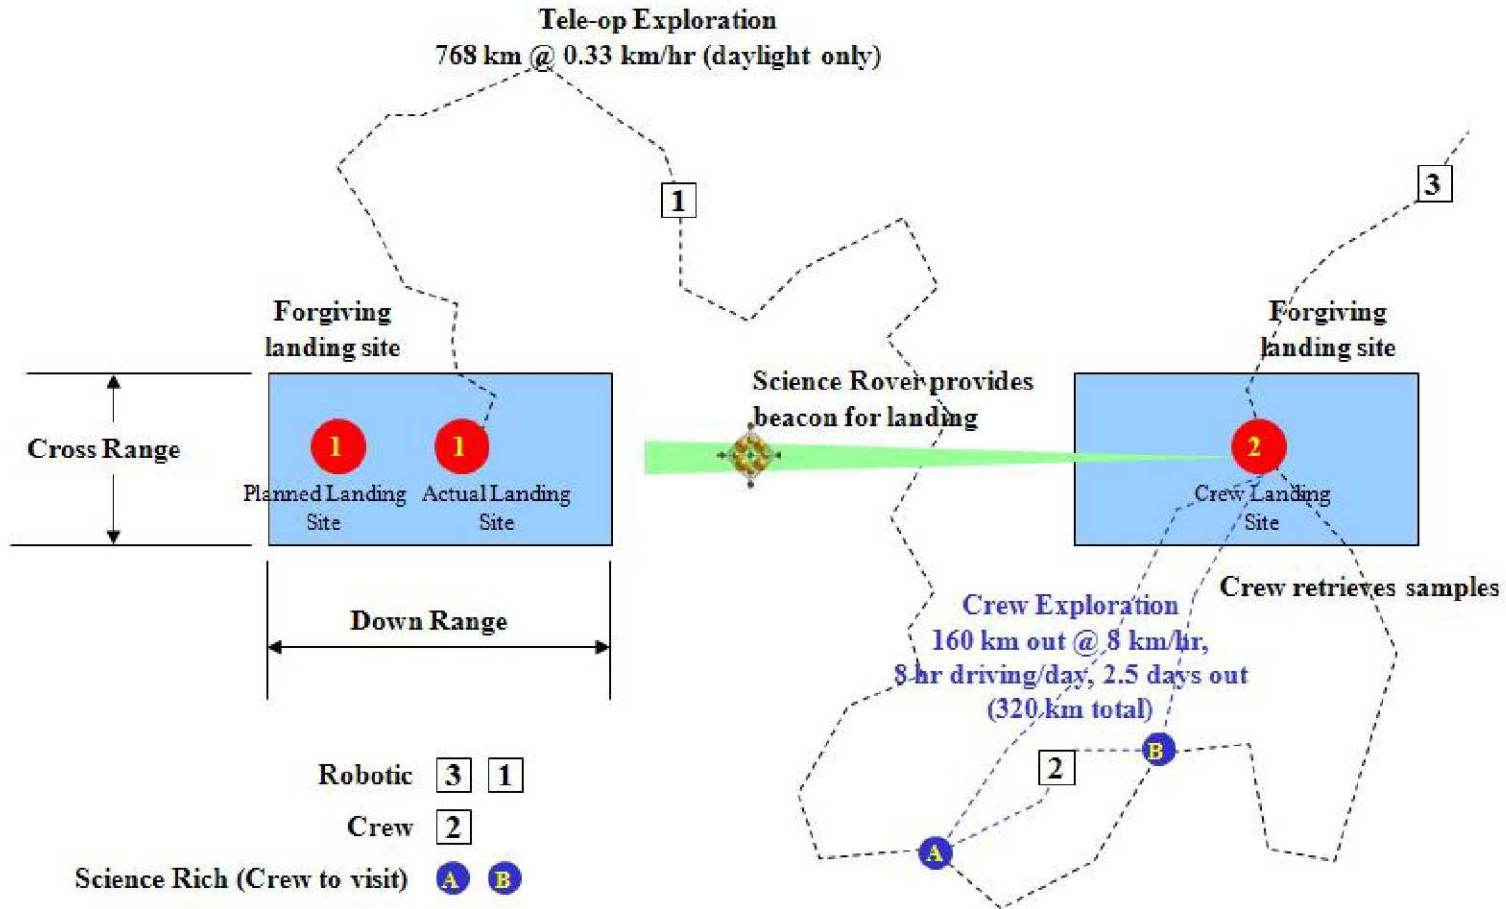 Tele-op Exploration
768 km @ 0.33 km/hr (daylight only)
1
3
Forgiving
landing site
Forgiving
landing site
Science Rover provides
beacon for landing
Cross Range
1
1
2
Planned Landing
Site
Actual Landing
Site
Crew Landing
Site
Crew retrieves samples
Down Range
Crew Exploration
160 km out @ 8 km/hr,
8 hr driving/day, 2.5 days out
(320 km total)
B
2
A
Robotic 3 1
Crew 2
Science Rich (Crew to visit) A B